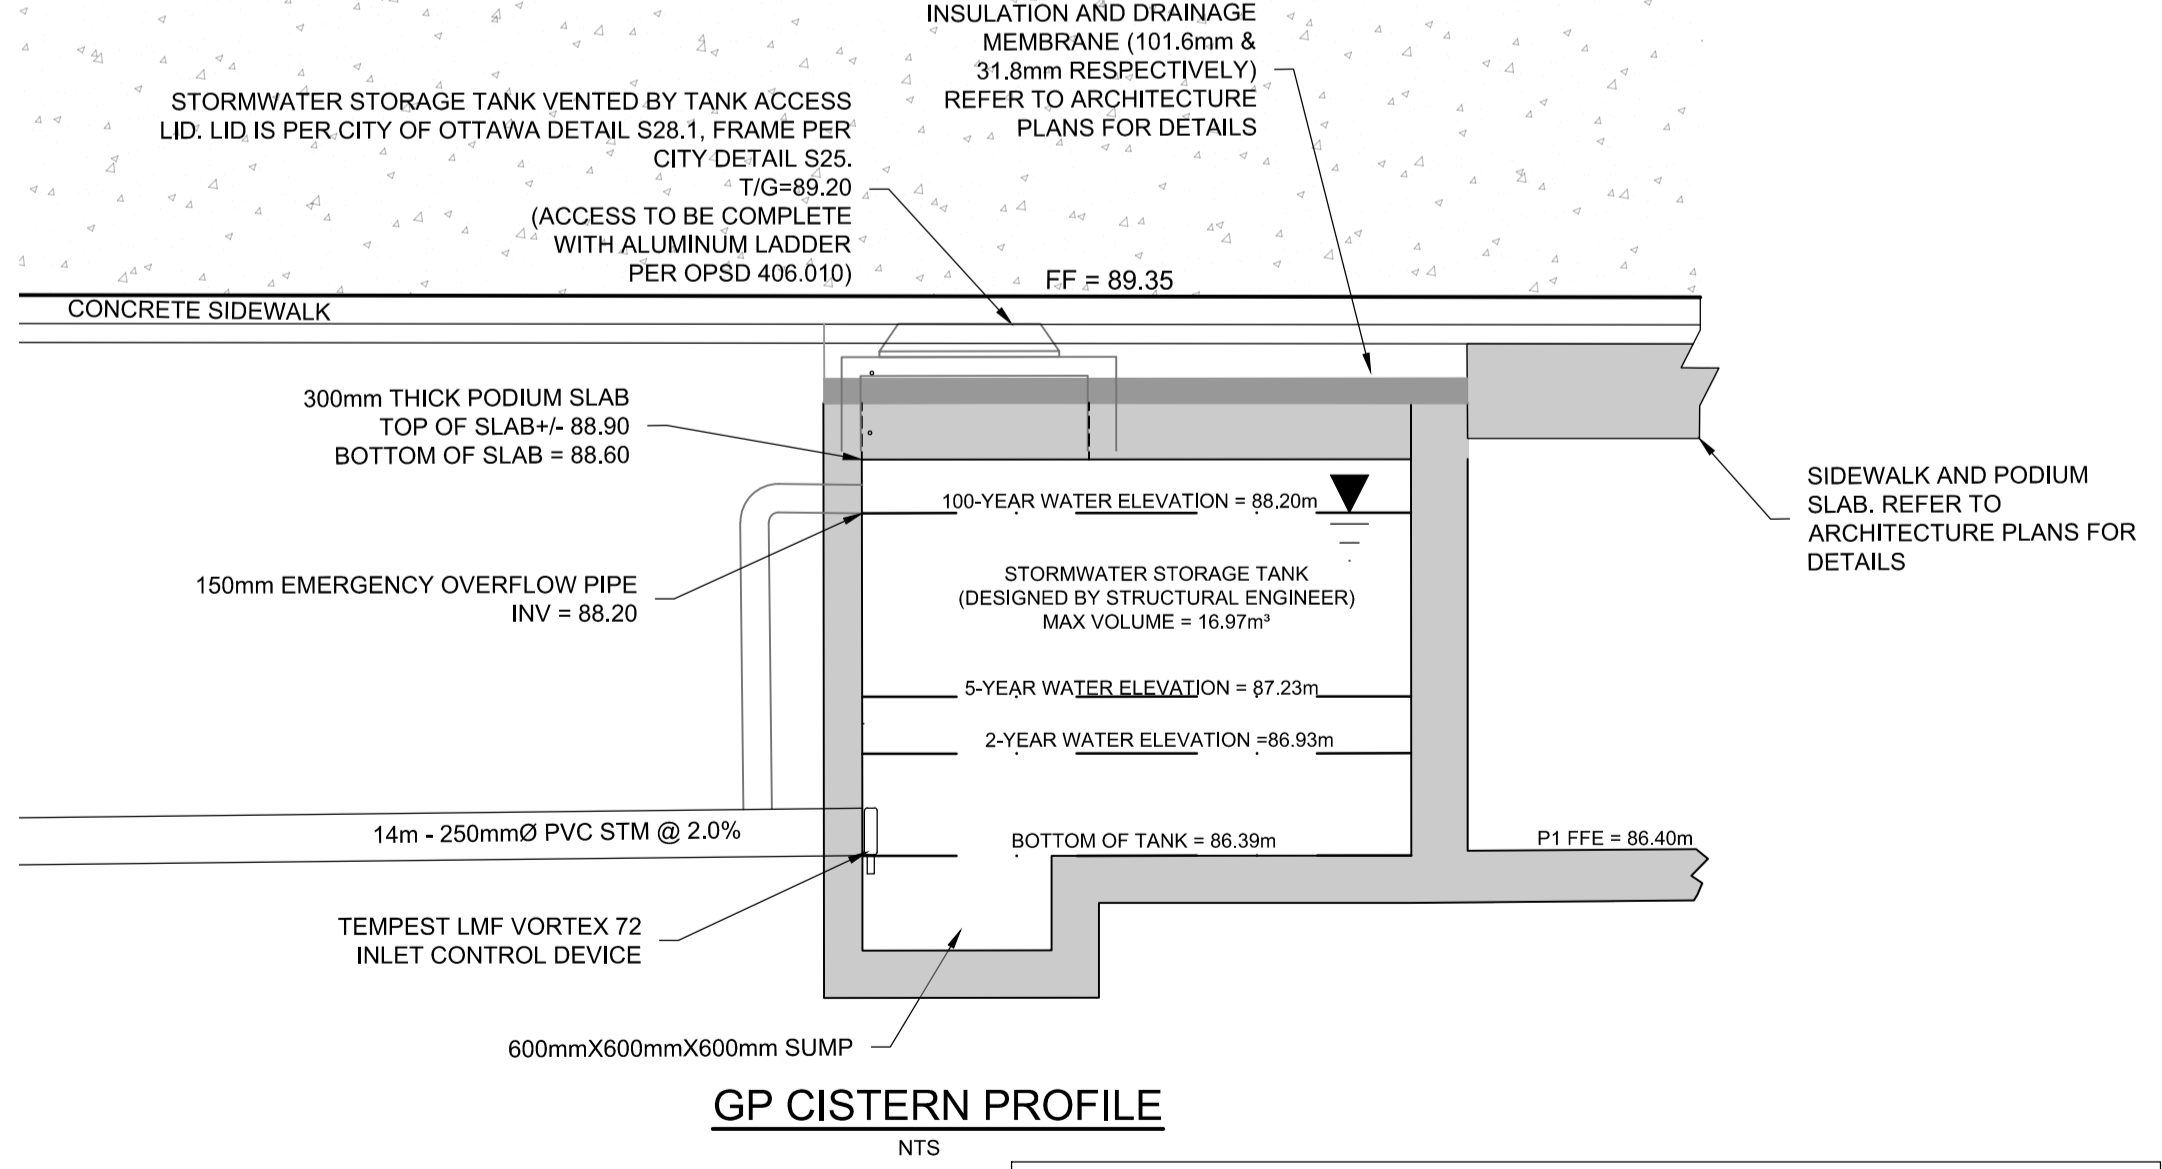 INSULATION AND DRAINAGE
MEMBRANE (101.6mm &
31.8mm RESPECTIVELY)
REFER TO ARCHITECTURE
PLANS FOR DETAILS
STORMWATER STORAGE TANK VENTED BY TANK ACCESS
LID. LID IS PER CITY OF OTTAWA DETAIL S28.1, FRAME PER
CITY DETAIL S25.
T/G=89.20
(ACCESS TO BE COMPLETE
WITH ALUMINUM LADDER
PER OPSD 406.010)
FF = 89.35
CONCRETE SIDEWALK
300mm THICK PODIUM SLAB
TOP OF SLAB+/- 88.90
BOTTOM OF SLAB = 88.60
100-YEAR WATER ELEVATION = 88.20m
SIDEWALK AND PODIUM
SLAB. REFER TO
ARCHITECTURE PLANS FOR
DETAILS
150mm EMERGENCY OVERFLOW PIPE
INV = 88.20
STORMWATER STORAGE TANK
(DESIGNED BY STRUCTURAL ENGINEER)
MAX VOLUME = 16.97m³
5-YEAR WATER ELEVATION = 87.23m
2-YEAR WATER ELEVATION =86.93m
14m - 250mmØ PVC STM @ 2.0%
BOTTOM OF TANK = 86.39m
P1 FFE = 86.40m
TEMPEST LMF VORTEX 72
INLET CONTROL DEVICE
600mmX600mmX600mm SUMP
GP CISTERN PROFILE
NTS